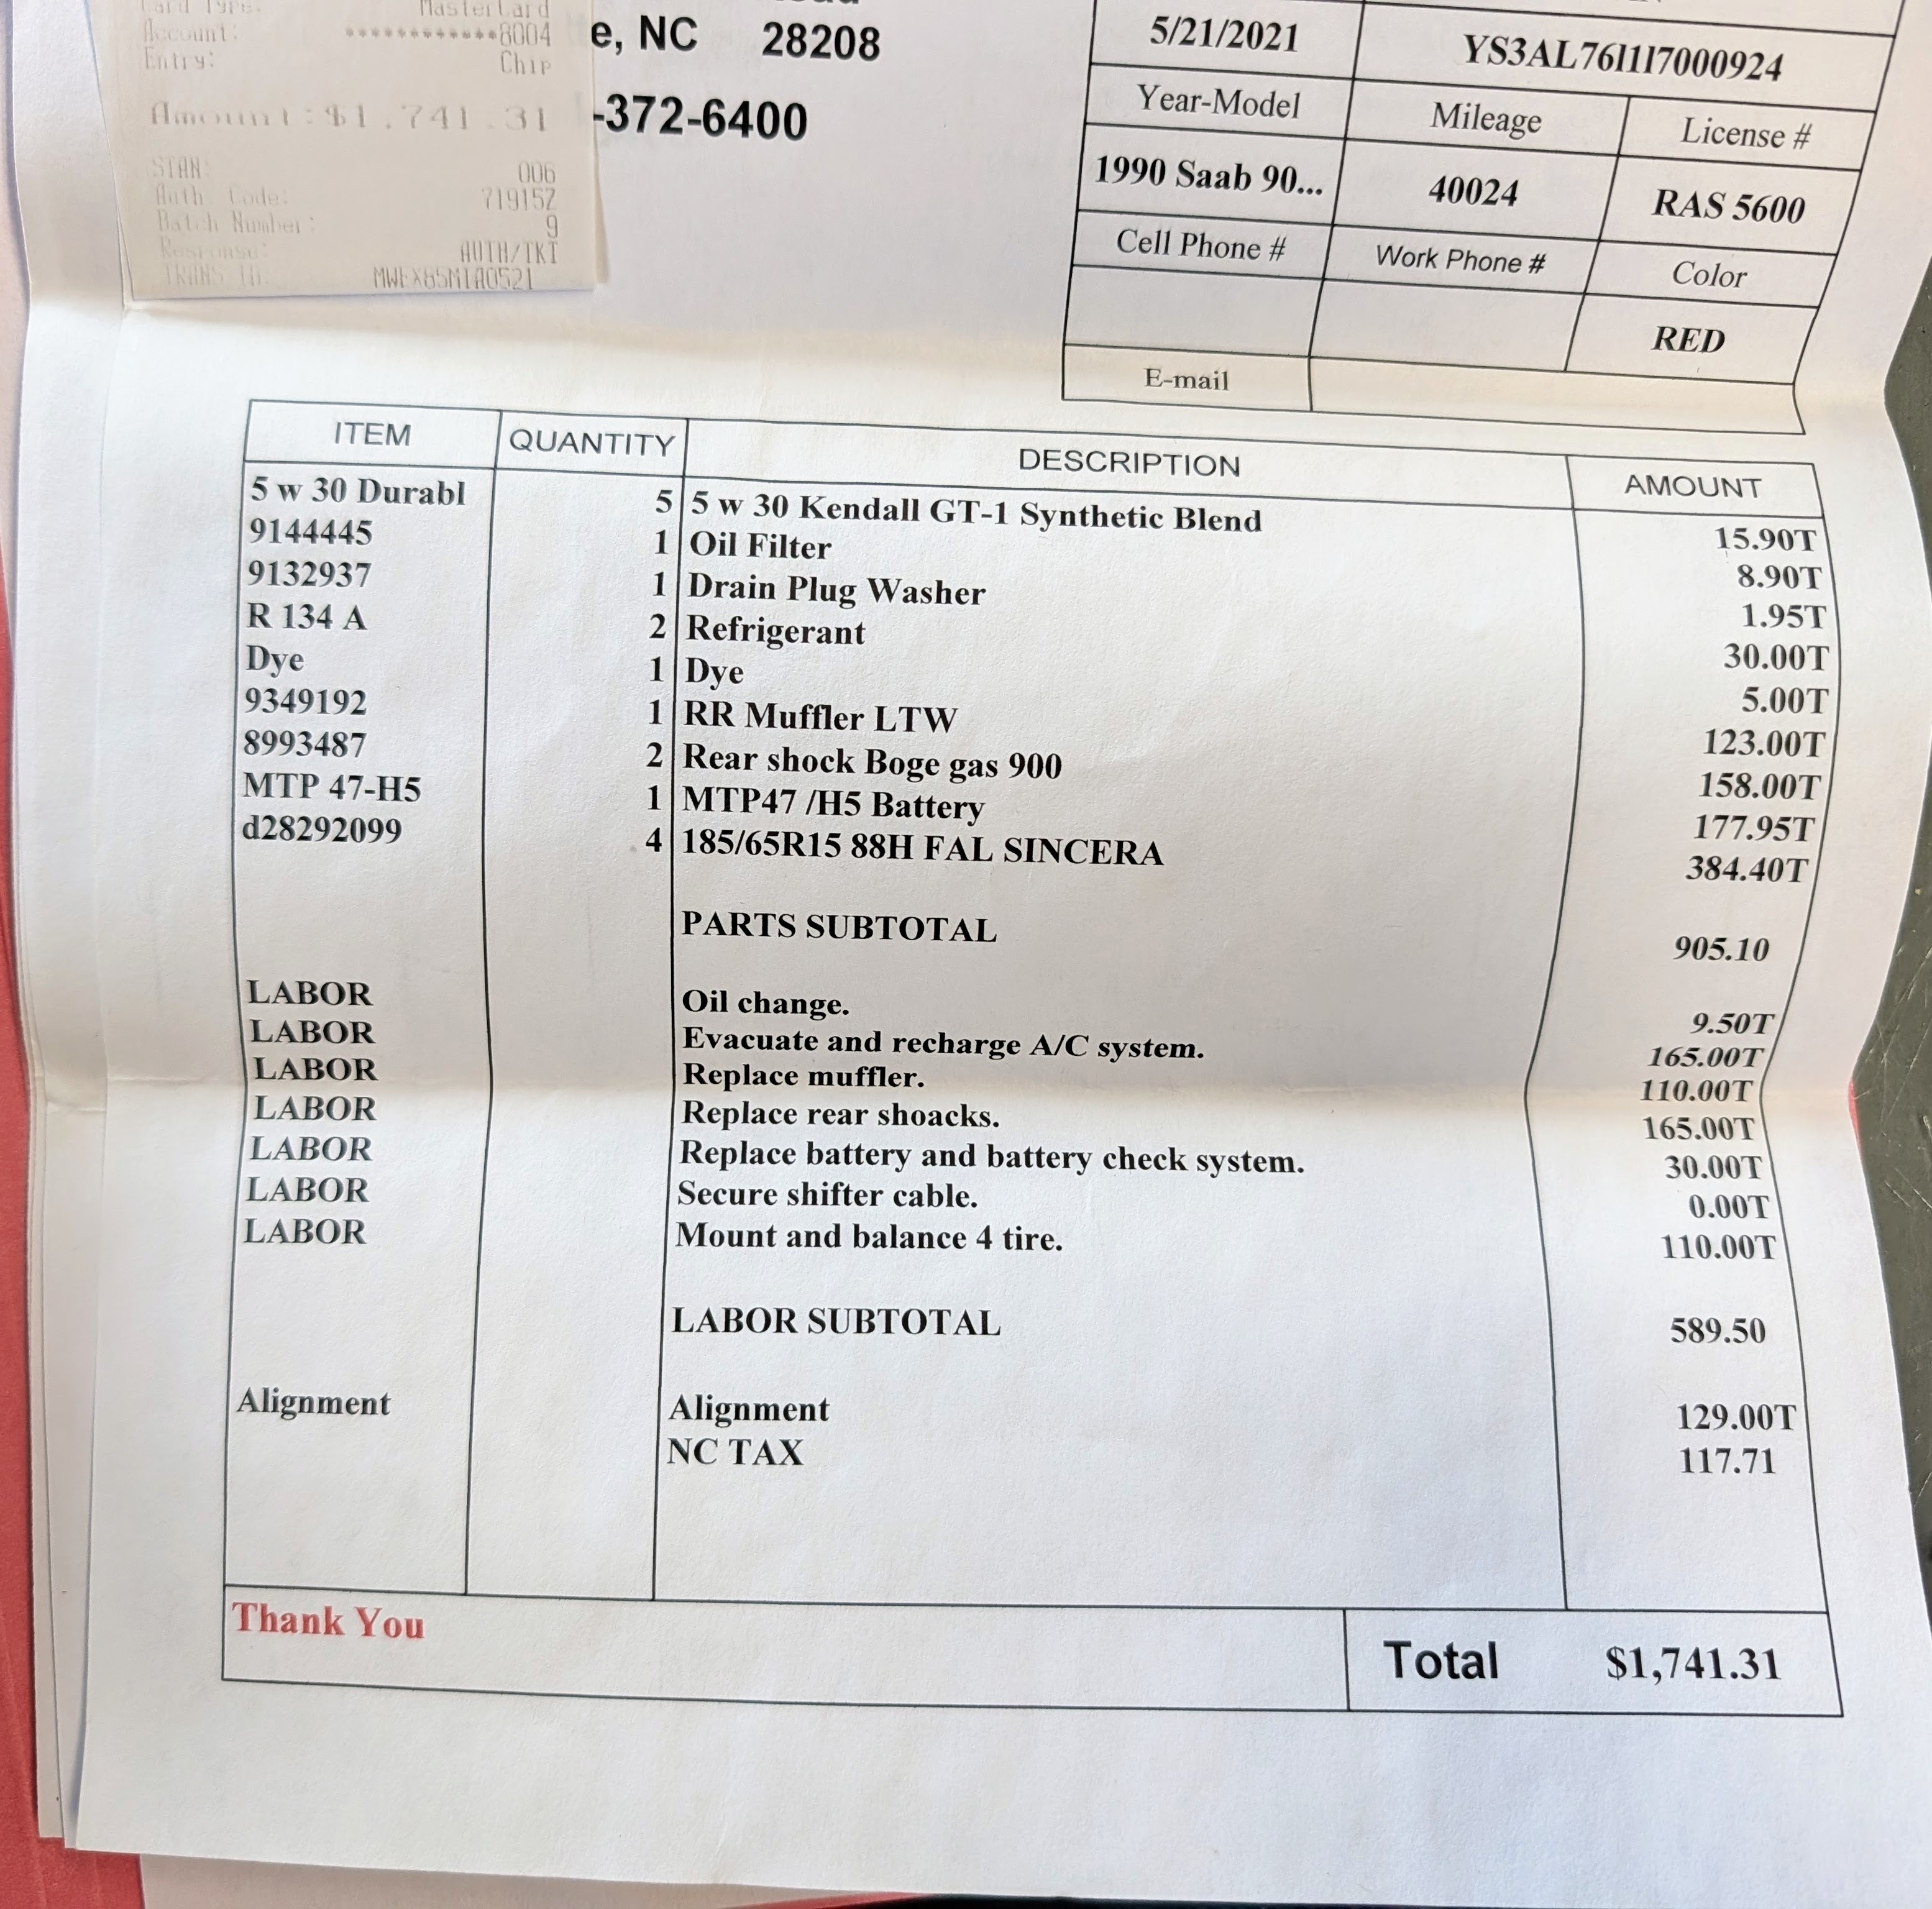 MasterCard
Account: ************8004
Entry: Chip
Amount: $1,741.31
STAN: 006
Auth. Code: 71915Z
Batch Number: 9
Response: AUTH/TKT
e, NC 28208
-372-6400
5/21/2021 YS3AL76l1l7000924
Year-Model Mileage License #
1990 Saab 90... 40024 RAS 5600
Cell Phone # Work Phone # Color
RED
E-mail
ITEM QUANTITY DESCRIPTION AMOUNT
5 w 30 Durabl 5 5 w 30 Kendall GT-1 Synthetic Blend 15.90T
9144445 1 Oil Filter 8.90T
9132937 1 Drain Plug Washer 1.95T
R 134 A 2 Refrigerant 30.00T
Dye 1 Dye 5.00T
9349192 1 RR Muffler LTW 123.00T
8993487 2 Rear shock Boge gas 900 158.00T
MTP 47-H5 1 MTP47 /H5 Battery 177.95T
d28292099 4 185/65R15 88H FAL SINCERA 384.40T
PARTS SUBTOTAL 905.10
LABOR Oil change. 9.50T
LABOR Evacuate and recharge A/C system. 165.00T
LABOR Replace muffler. 110.00T
LABOR Replace rear shoacks. 165.00T
LABOR Replace battery and battery check system. 30.00T
LABOR Secure shifter cable. 0.00T
LABOR Mount and balance 4 tire. 110.00T
LABOR SUBTOTAL 589.50
Alignment Alignment 129.00T
NC TAX 117.71
Thank You
Total $1,741.31